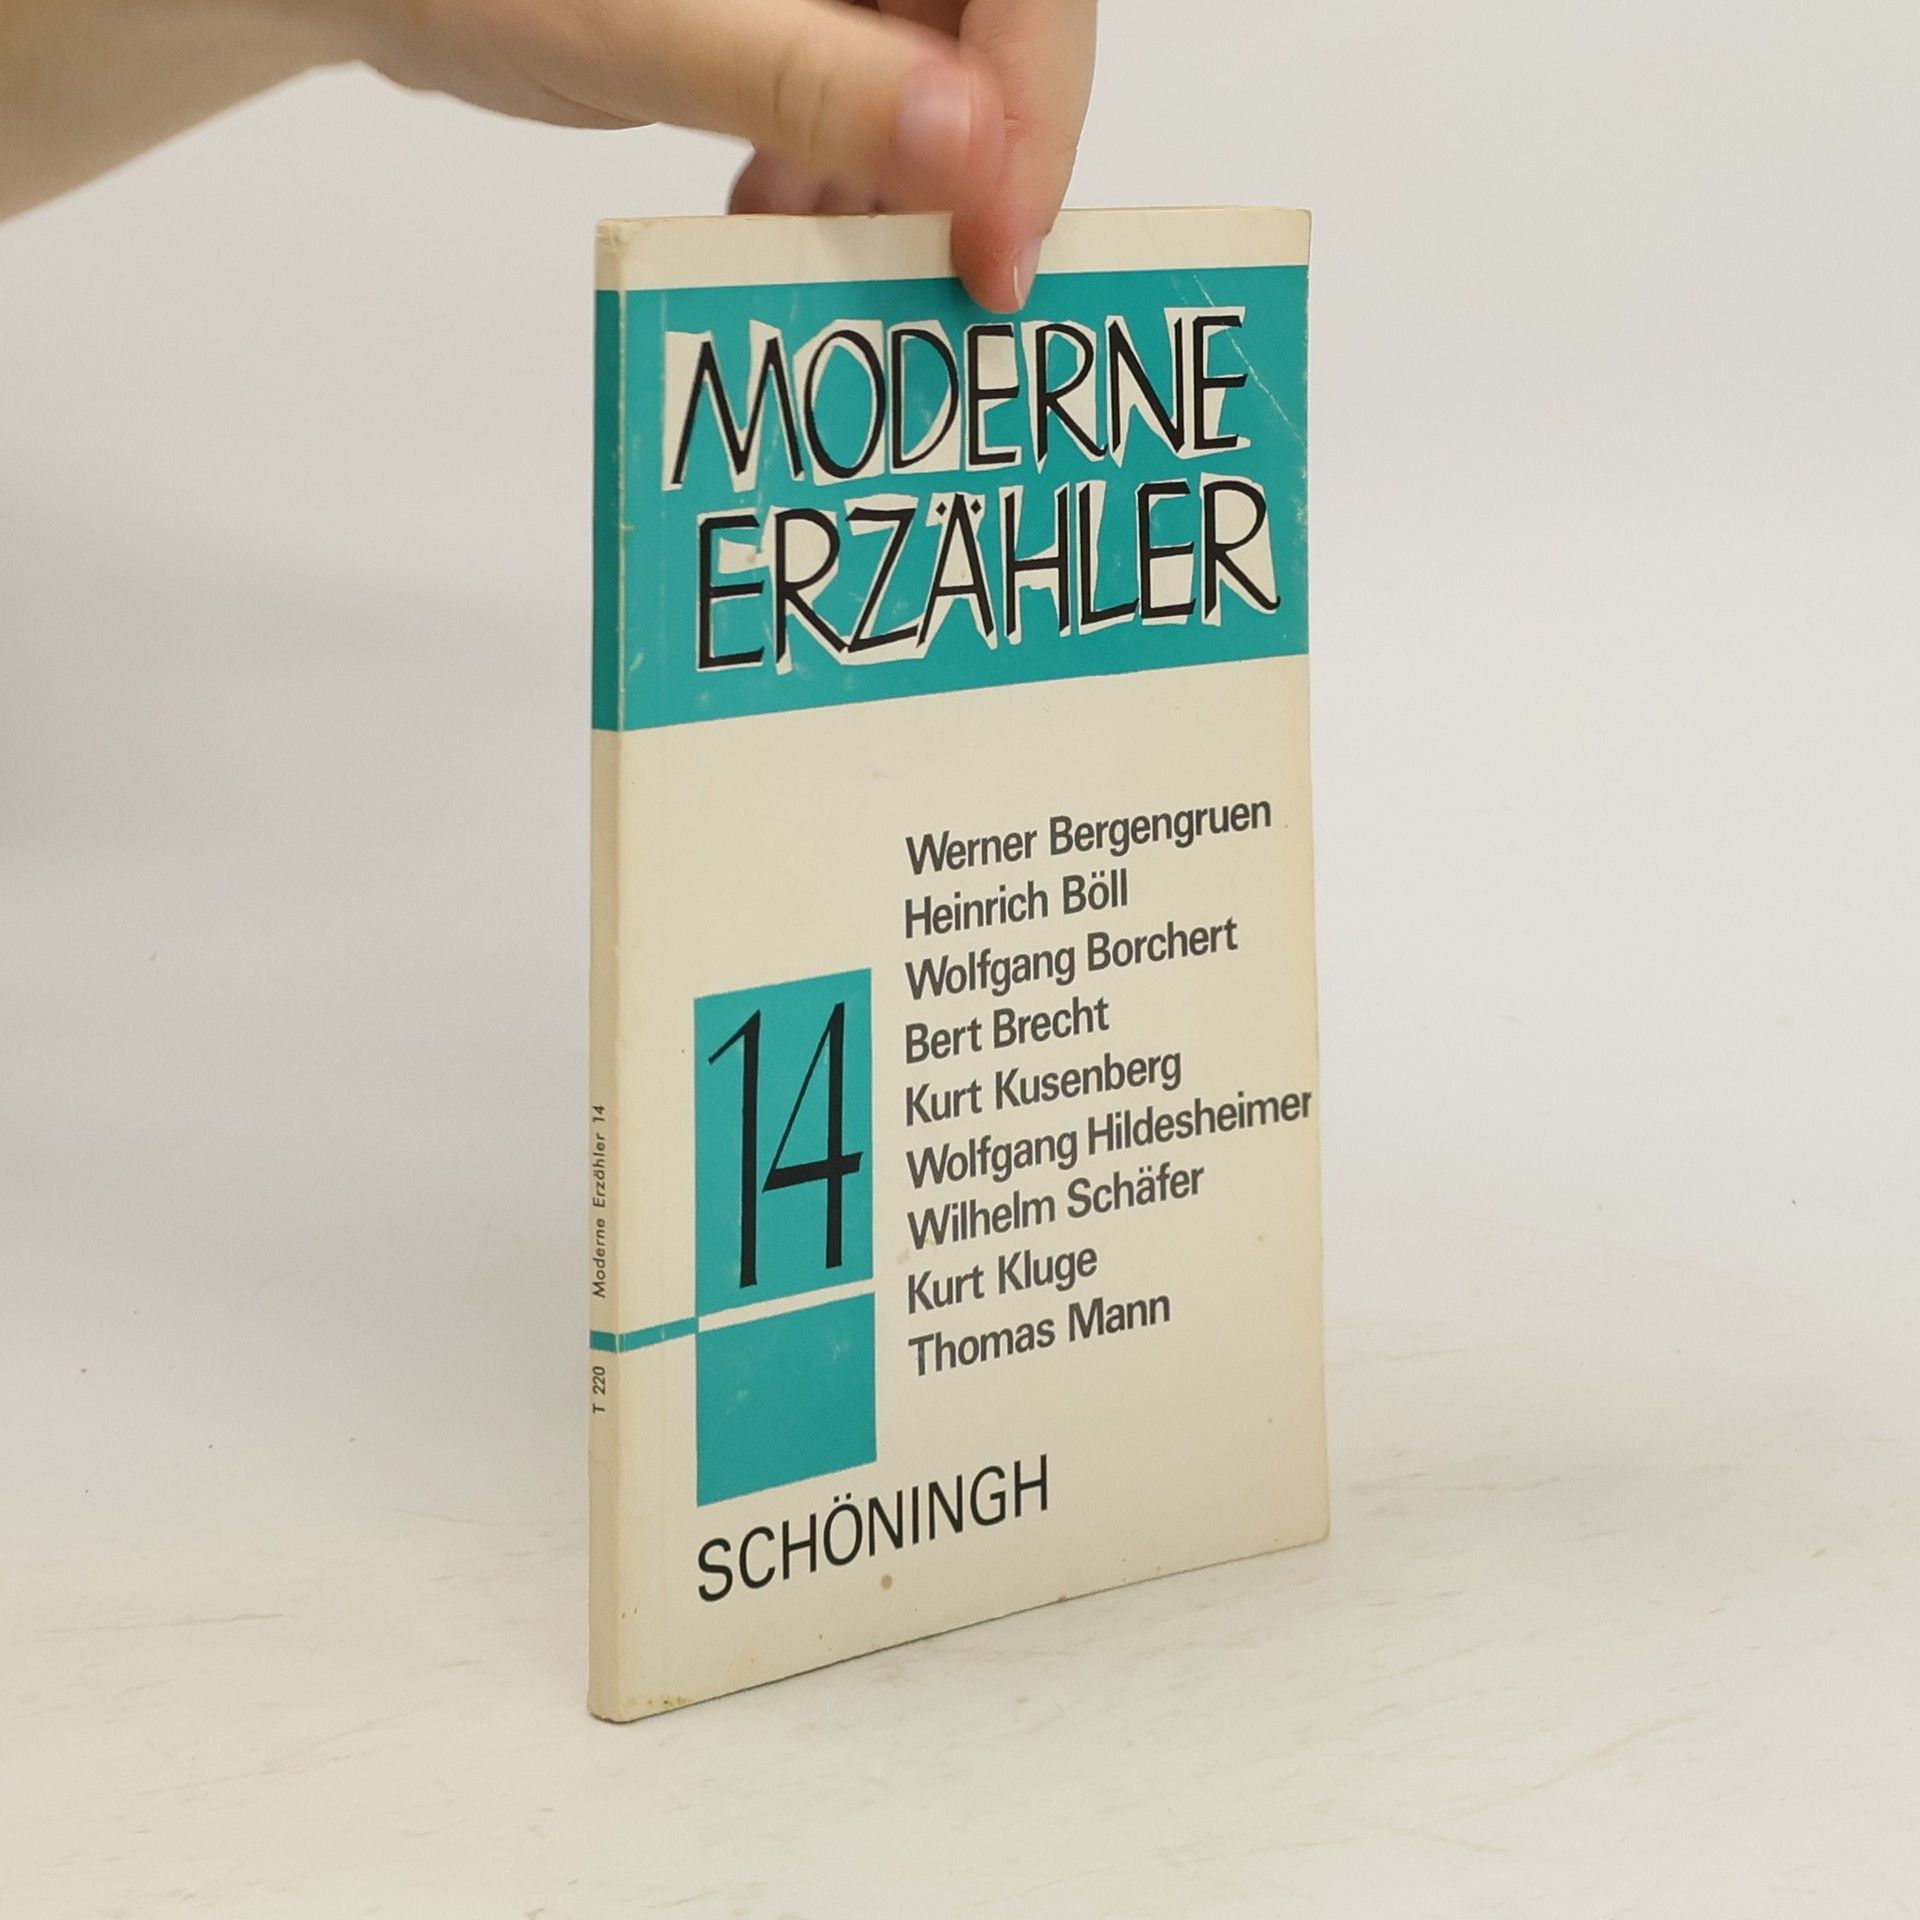 MODERNE
ERZÄHLER
Werner Bergengruen
Heinrich Böll
Wolfgang Borchert
Bert Brecht
Kurt Kusenberg
Wolfgang Hildesheimer
Wilhelm Schäfer
Kurt Kluge
Thomas Mann
14
SCHÖNINGH
T 220 Moderne Erzähler 14